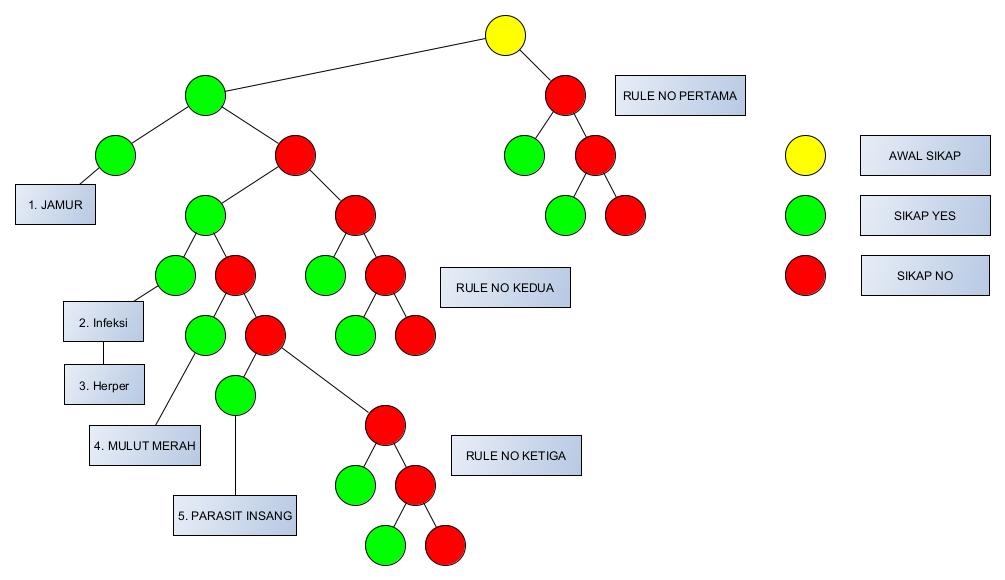 RULE NO PERTAMA
AWAL SIKAP
1. JAMUR
SIKAP YES
SIKAP NO
RULE NO KEDUA
2. Infeksi
3. Herper
4. MULUT MERAH
RULE NO KETIGA
5. PARASIT INSANG